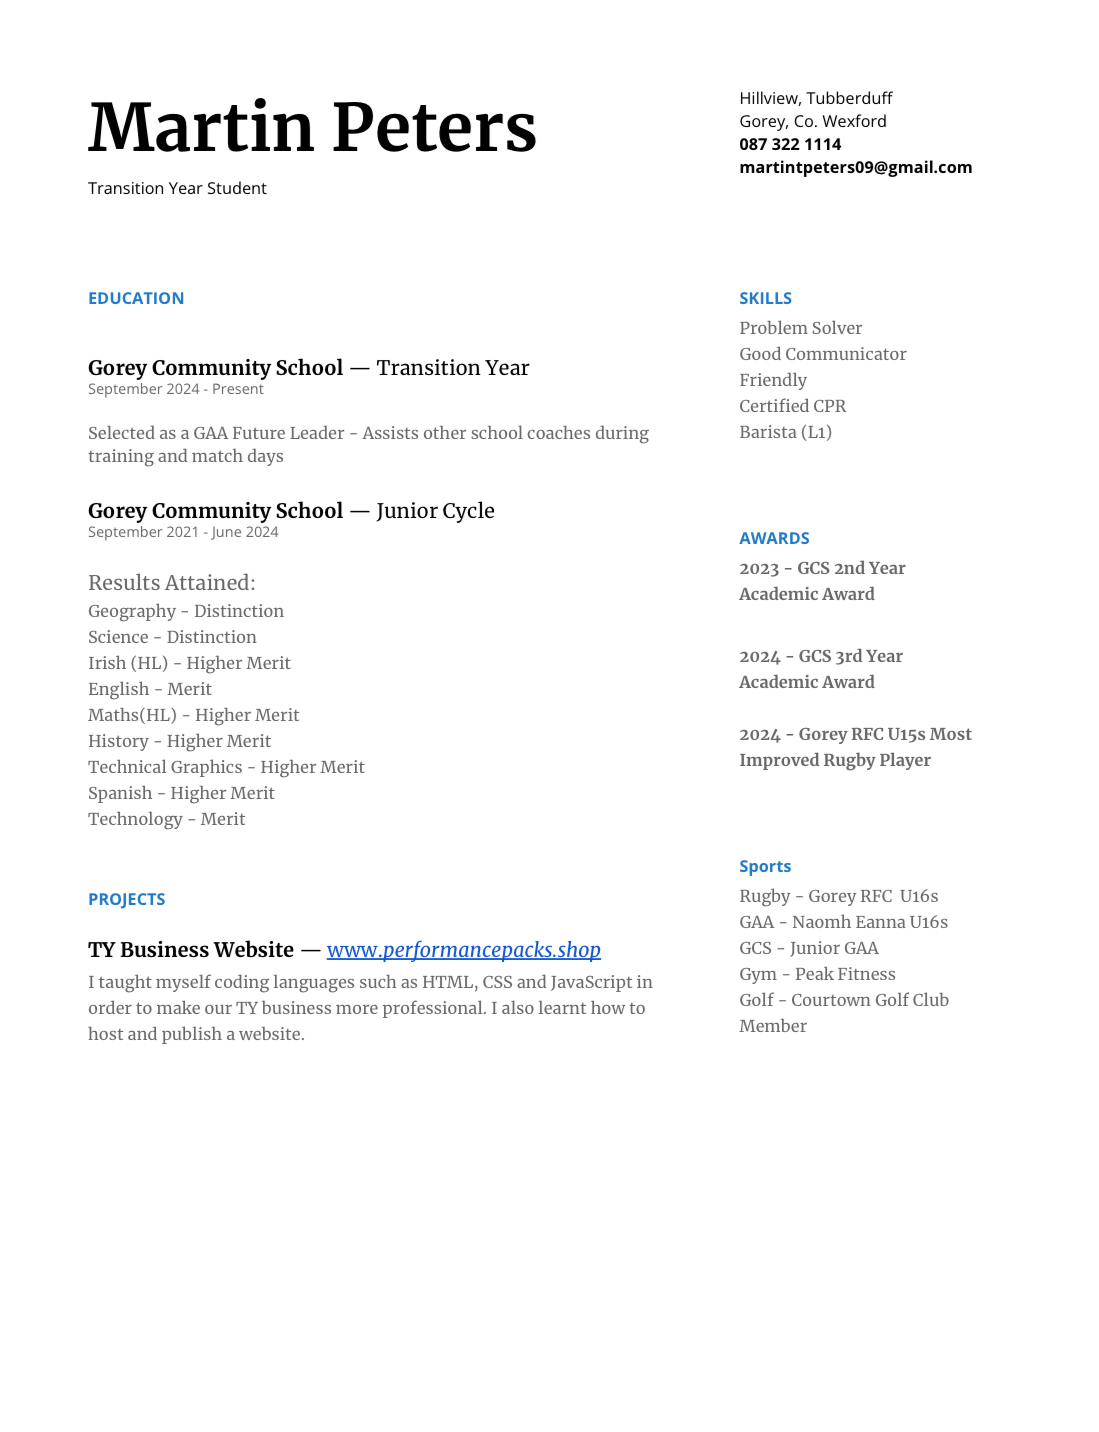 Martin Peters
Transition Year Student
Hillview, Tubberduff
Gorey, Co. Wexford
087 322 1114
martintpeters09@gmail.com
EDUCATION
Gorey Community School — Transition Year
September 2024 - Present
Selected as a GAA Future Leader - Assists other school coaches during
training and match days
Gorey Community School — Junior Cycle
September 2021 - June 2024
Results Attained:
Geography - Distinction
Science - Distinction
Irish (HL) - Higher Merit
English - Merit
Maths(HL) - Higher Merit
History - Higher Merit
Technical Graphics - Higher Merit
Spanish - Higher Merit
Technology - Merit
PROJECTS
TY Business Website — www.performancepacks.shop
I taught myself coding languages such as HTML, CSS and JavaScript in
order to make our TY business more professional. I also learnt how to
host and publish a website.
SKILLS
Problem Solver
Good Communicator
Friendly
Certified CPR
Barista (L1)
AWARDS
2023 - GCS 2nd Year
Academic Award
2024 - GCS 3rd Year
Academic Award
2024 - Gorey RFC U15s Most
Improved Rugby Player
Sports
Rugby - Gorey RFC  U16s
GAA - Naomh Eanna U16s
GCS - Junior GAA
Gym - Peak Fitness
Golf - Courtown Golf Club
Member